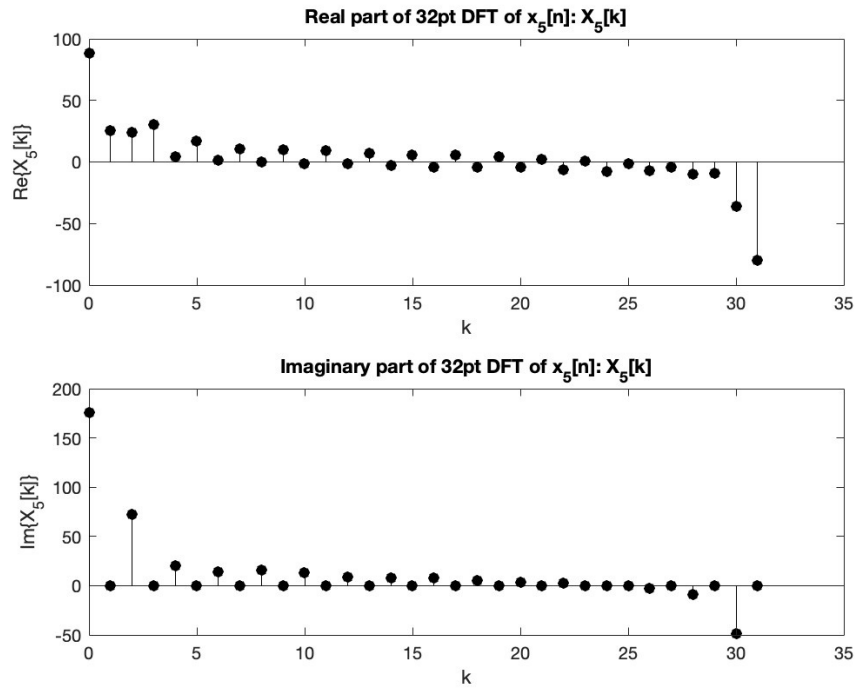 Real part of 32pt DFT of x₅[n]: X₅[k]
100
50
0
-50
-100
Re{X₅[k]}
0 5 10 15 20 25 30 35
k
Imaginary part of 32pt DFT of x₅[n]: X₅[k]
200
150
100
50
0
-50
Im{X₅[k]}
0 5 10 15 20 25 30 35
k